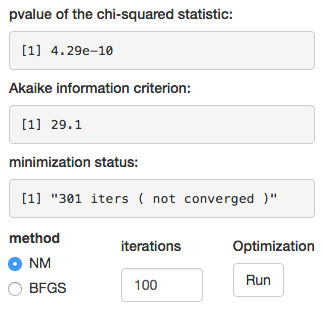 pvalue of the chi-squared statistic:
[1] 4.29e-10
Akaike information criterion:
[1] 29.1
minimization status:
[1] "301 iters ( not converged )"
method iterations Optimization
NM
100 Run
BFGS